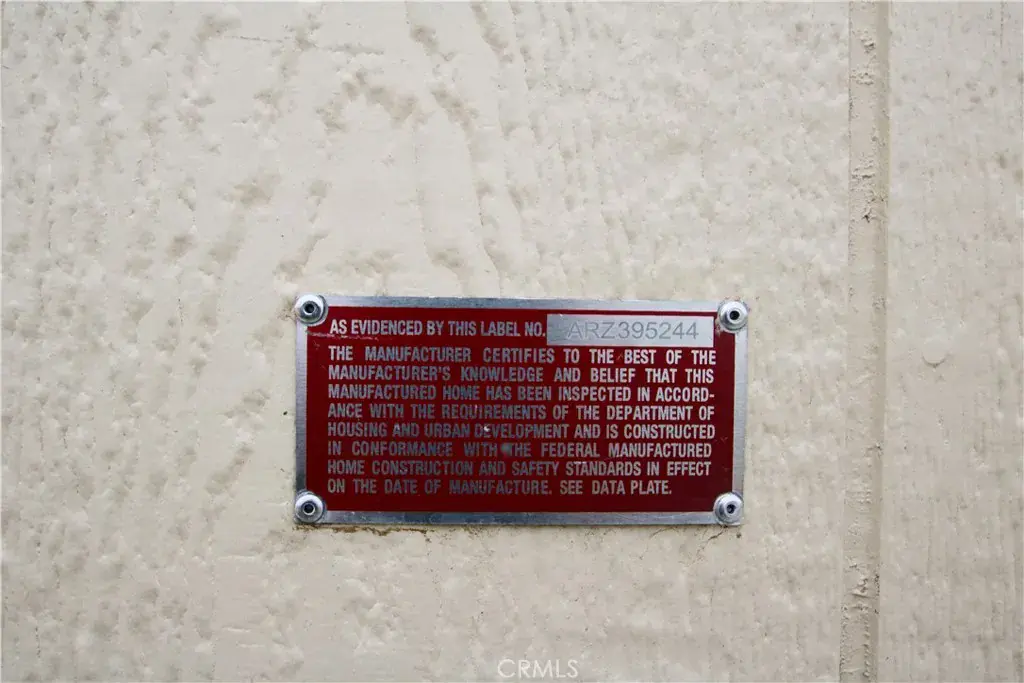 AS EVIDENCED BY THIS LABEL NO. ARZ395244
THE MANUFACTURER CERTIFIES TO THE BEST OF THE
MANUFACTURER'S KNOWLEDGE AND BELIEF THAT THIS
MANUFACTURED HOME HAS BEEN INSPECTED IN ACCORD-
ANCE WITH THE REQUIREMENTS OF THE DEPARTMENT OF
HOUSING AND URBAN DEVELOPMENT AND IS CONSTRUCTED
IN CONFORMANCE WITH THE FEDERAL MANUFACTURED
HOME CONSTRUCTION AND SAFETY STANDARDS IN EFFECT
ON THE DATE OF MANUFACTURE. SEE DATA PLATE.
CRMLS